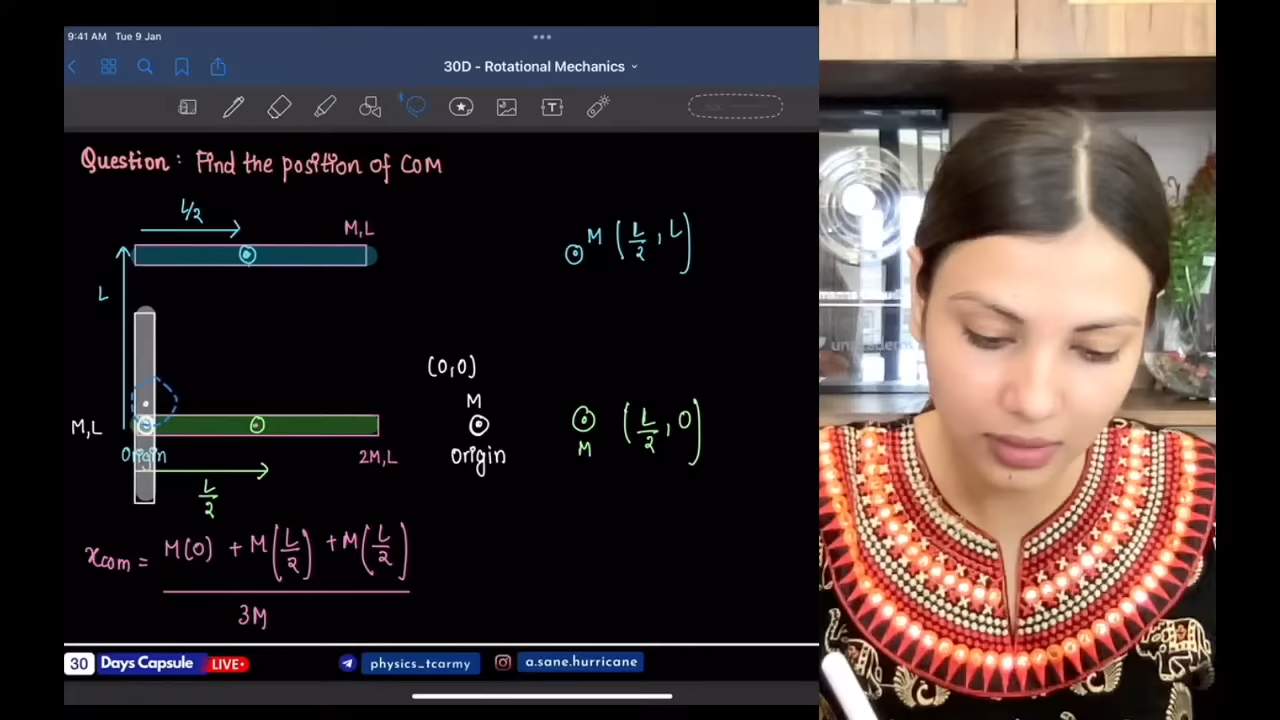 9:41 AM Tue 9 Jan
30D - Rotational Mechanics
Question: Find the position of COM
L/2
M,L
M (L/2, L)
L
(0,0)
M
M,L
Origin
2M,L
Origin
M
(L/2, 0)
L/2
xcom = M(0) + M(L/2) + M(L/2)
3M
30 Days Capsule LIVE
physics_tcarmy
a.sane.hurricane